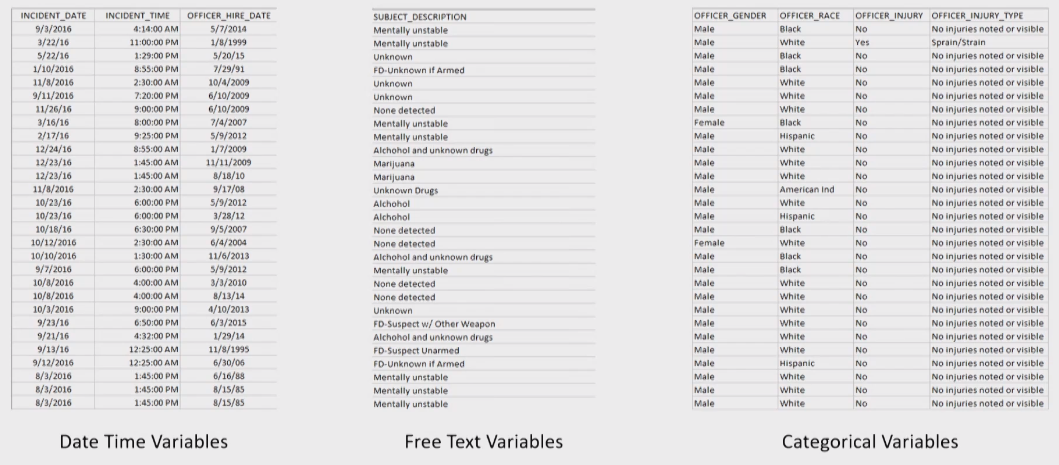 INCIDENT_DATE INCIDENT_TIME OFFICER_HIRE_DATE
9/3/2016 4:14:00 AM 5/7/2014
3/22/16 11:00:00 PM 1/8/1999
5/22/16 1:29:00 PM 5/20/15
1/10/2016 8:55:00 PM 7/29/91
11/8/2016 2:30:00 AM 10/4/2009
9/11/2016 7:20:00 PM 6/10/2009
11/26/16 9:00:00 PM 6/10/2009
3/16/16 8:00:00 PM 7/4/2007
2/17/16 9:25:00 PM 5/9/2012
12/24/16 8:55:00 AM 1/7/2009
12/23/16 1:45:00 AM 11/11/2009
12/23/16 1:45:00 AM 8/18/10
11/8/2016 2:30:00 AM 9/17/08
10/23/16 6:00:00 PM 5/9/2012
10/23/16 6:00:00 PM 3/28/12
10/18/16 6:30:00 PM 9/5/2007
10/12/2016 2:30:00 AM 6/4/2004
10/10/2016 1:30:00 AM 11/6/2013
9/7/2016 6:00:00 PM 5/9/2012
10/8/2016 4:00:00 AM 3/3/2010
10/8/2016 4:00:00 AM 8/13/14
10/3/2016 9:00:00 PM 4/10/2013
9/23/16 6:50:00 PM 6/3/2015
9/21/16 4:32:00 PM 1/29/14
9/13/16 12:25:00 AM 11/8/1995
9/12/2016 12:25:00 AM 6/30/06
8/3/2016 1:45:00 PM 6/16/88
8/3/2016 1:45:00 PM 8/15/85
8/3/2016 1:45:00 PM 8/15/85
Date Time Variables
SUBJECT_DESCRIPTION
Mentally unstable
Mentally unstable
Unknown
FD-Unknown if Armed
Unknown
Unknown
None detected
Mentally unstable
Mentally unstable
Alchohol and unknown drugs
Marijuana
Marijuana
Unknown Drugs
Alchohol
Alchohol
None detected
None detected
Alchohol and unknown drugs
Mentally unstable
None detected
None detected
Unknown
FD-Suspect w/ Other Weapon
Alchohol and unknown drugs
FD-Suspect Unarmed
FD-Unknown if Armed
Mentally unstable
Mentally unstable
Mentally unstable
Free Text Variables
OFFICER_GENDER OFFICER_RACE OFFICER_INJURY OFFICER_INJURY_TYPE
Male Black No No injuries noted or visible
Male White Yes Sprain/Strain
Male Black No No injuries noted or visible
Male Black No No injuries noted or visible
Male White No No injuries noted or visible
Male White No No injuries noted or visible
Male White No No injuries noted or visible
Female Black No No injuries noted or visible
Male Hispanic No No injuries noted or visible
Male White No No injuries noted or visible
Male White No No injuries noted or visible
Male White No No injuries noted or visible
Male American Ind No No injuries noted or visible
Male White No No injuries noted or visible
Male Hispanic No No injuries noted or visible
Male Black No No injuries noted or visible
Female White No No injuries noted or visible
Male Black No No injuries noted or visible
Male Black No No injuries noted or visible
Male White No No injuries noted or visible
Male White No No injuries noted or visible
Male White No No injuries noted or visible
Male White No No injuries noted or visible
Male White No No injuries noted or visible
Male White No No injuries noted or visible
Male Hispanic No No injuries noted or visible
Male White No No injuries noted or visible
Male White No No injuries noted or visible
Male White No No injuries noted or visible
Categorical Variables